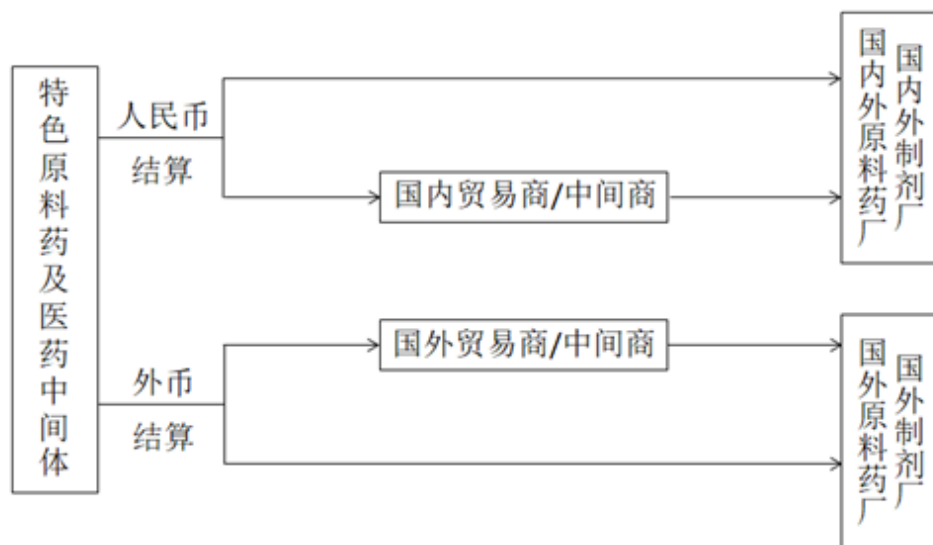 特色原料药及医药中间体
人民币
结算
国内贸易商/中间商
国内外制剂厂
国内外原料药厂
外币
结算
国外贸易商/中间商
国外制剂厂
国外原料药厂